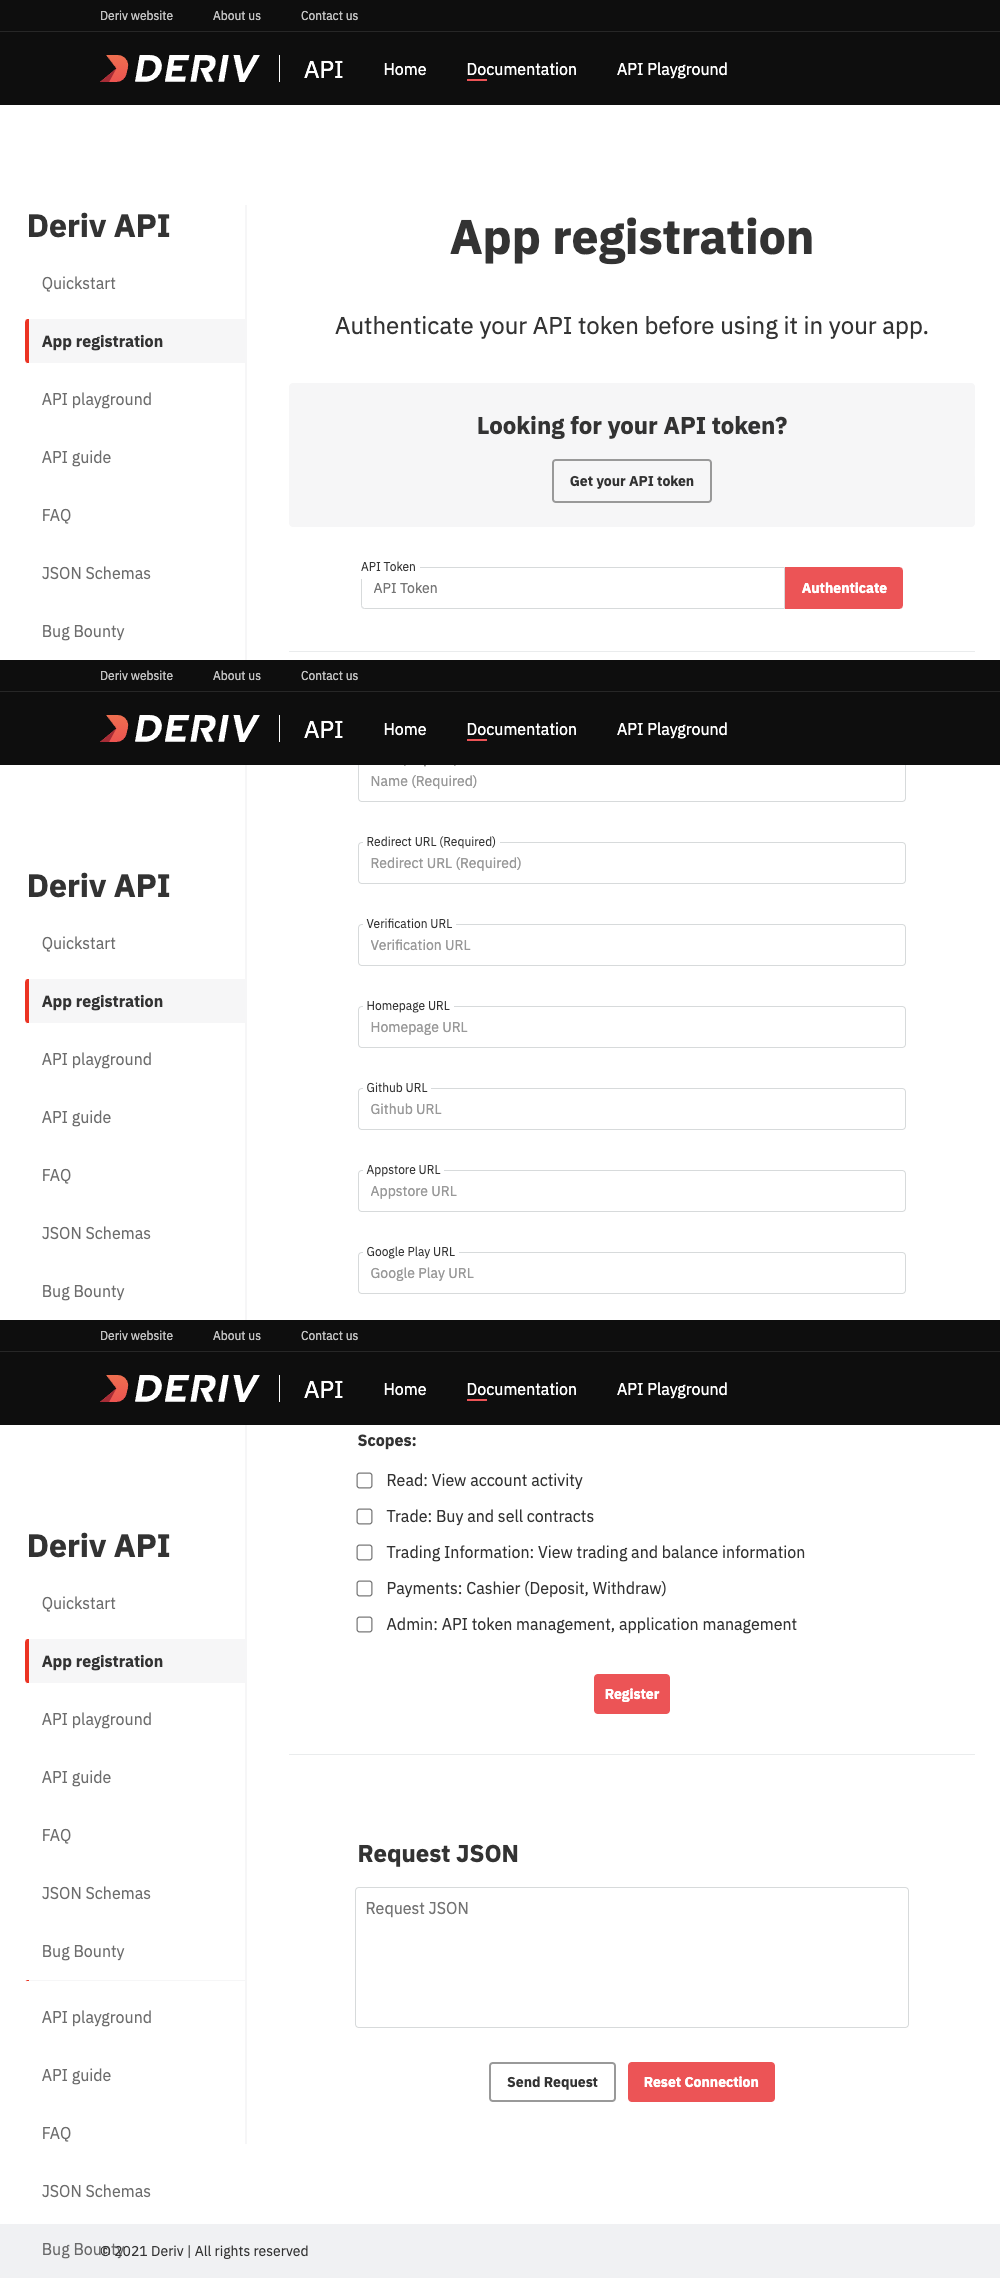 Deriv website About us Contact us
DERIV API Home Documentation API Playground
Deriv API
Quickstart
App registration
API playground
API guide
FAQ
JSON Schemas
Bug Bounty
App registration
Authenticate your API token before using it in your app.
Looking for your API token?
Get your API token
API Token
API Token Authenticate
Deriv website About us Contact us
DERIV API Home Documentation API Playground
Deriv API
Quickstart
App registration
API playground
API guide
FAQ
JSON Schemas
Bug Bounty
Name (Required)
Redirect URL (Required)
Redirect URL (Required)
Verification URL
Verification URL
Homepage URL
Homepage URL
Github URL
Github URL
Appstore URL
Appstore URL
Google Play URL
Google Play URL
Deriv website About us Contact us
DERIV API Home Documentation API Playground
Deriv API
Quickstart
App registration
API playground
API guide
FAQ
JSON Schemas
Bug Bounty
API playground
API guide
FAQ
JSON Schemas
Bug Bounty
Scopes:
Read: View account activity
Trade: Buy and sell contracts
Trading Information: View trading and balance information
Payments: Cashier (Deposit, Withdraw)
Admin: API token management, application management
Register
Request JSON
Request JSON
Send Request Reset Connection
© 2021 Deriv | All rights reserved